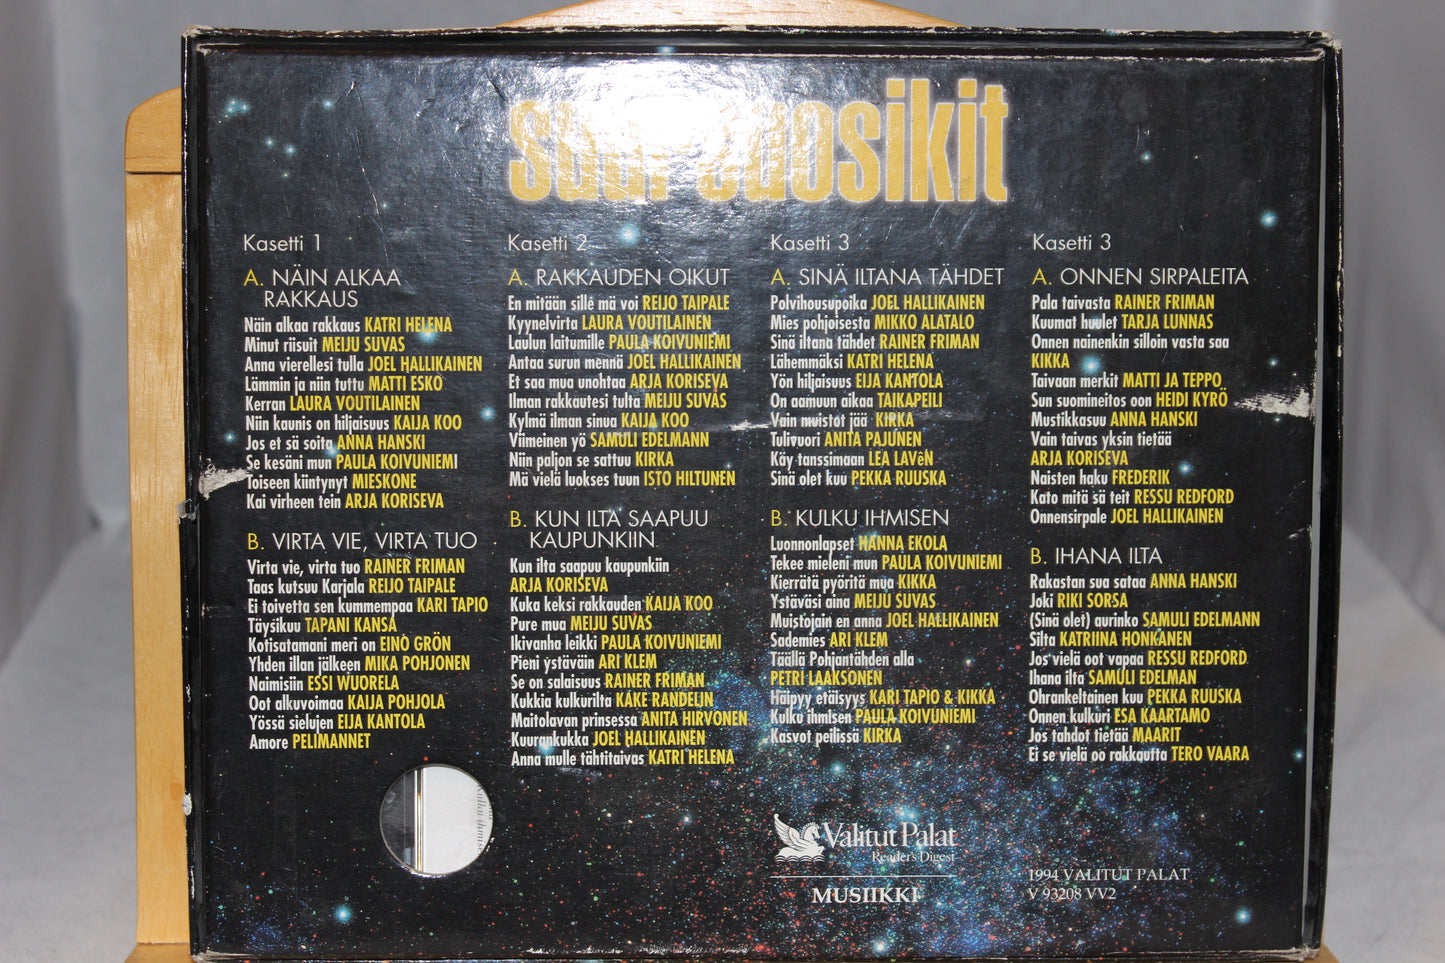 suursuosikit
Kasetti 1
A. NÄIN ALKAA
RAKKAUS
Näin alkaa rakkaus KATRI HELENA
Minut riisuit MEIJU SUVAS
Anna vierellesi tulla JOEL HALLIKAINEN
Lämmin ja niin tuttu MATTI ESKO
Kerran LAURA VOUTILAINEN
Niin kaunis on hiljaisuus KAIJA KOO
Jos et sä soita ANNA HANSKI
Se kesäni mun PAULA KOIVUNIEMI
Toiseen kiintynyt MIESKONE
Kai virheen tein ARJA KORISEVA
B. VIRTA VIE, VIRTA TUO
Virta vie, virta tuo RAINER FRIMAN
Taas kutsuu Karjala REIJO TAIPALE
Ei toivetta sen kummempaa KARI TAPIO
Täysikuu TAPANI KANSA
Kotisatamani meri on EINO GRÖN
Yhden illan jälkeen MIKA POHJONEN
Naimisiin ESSI WUORELA
Oot alkuvoimaa KAIJA POHJOLA
Yössä sielujen EIJA KANTOLA
Amore PELIMANNET
Kasetti 2
A. RAKKAUDEN OIKUT
En mitään sille mä voi REIJO TAIPALE
Kyynelvirta LAURA VOUTILAINEN
Laulun laitumille PAULA KOIVUNIEMI
Antaa surun mennä JOEL HALLIKAINEN
Et saa mua unohtaa ARJA KORISEVA
Ilman rakkautesi tulta MEIJU SUVAS
Kylmä ilman sinua KAIJA KOO
Viimeinen yö SAMULI EDELMANN
Niin paljon se sattuu KIRKA
Mä vielä luokses tuun ISTO HILTUNEN
B. KUN ILTA SAAPUU
KAUPUNKIIN
Kun ilta saapuu kaupunkiin
ARJA KORISEVA
Kuka keksi rakkauden KAIJA KOO
Pure mua MEIJU SUVAS
Ikivanha leikki PAULA KOIVUNIEMI
Pieni ystäväin ARI KLEM
Se on salaisuus RAINER FRIMAN
Kukkia kulkurilta KAKE RANDELIN
Maitolavan prinsessa ANITA HIRVONEN
Kuurankukka JOEL HALLIKAINEN
Anna mulle tähtitaivas KATRI HELENA
Kasetti 3
A. SINÄ ILTANA TÄHDET
Polvihousupoika JOEL HALLIKAINEN
Mies pohjoisesta MIKKO ALATALO
Sinä iltana tähdet RAINER FRIMAN
Lähemmäksi KATRI HELENA
Yön hiljaisuus EIJA KANTOLA
On aamuun aikaa TAIKAPEILI
Vain muistot jää KIRKA
Tulivuori ANITA PAJUNEN
Käy tanssimaan LEA LAVèN
Sinä olet kuu PEKKA RUUSKA
B. KULKU IHMISEN
Luonnonlapset HANNA EKOLA
Tekee mieleni mun PAULA KOIVUNIEMI
Kierrätä pyöritä mua KIKKA
Ystäväsi aina MEIJU SUVAS
Muistojain en anna JOEL HALLIKAINEN
Sademies ARI KLEM
Täällä Pohjantähden alla
PETRI LAAKSONEN
Häipyy etäisyys KARI TAPIO & KIKKA
Kulku ihmisen PAULA KOIVUNIEMI
Kasvot peilissä KIRKA
Kasetti 3
A. ONNEN SIRPALEITA
Pala taivasta RAINER FRIMAN
Kuumat huulet TARJA LUNNAS
Onnen nainenkin silloin vasta saa
KIKKA
Taivaan merkit MATTI JA TEPPO
Sun suomineitos oon HEIDI KYRÖ
Mustikkasuu ANNA HANSKI
Vain taivas yksin tietää
ARJA KORISEVA
Naisten haku FREDERIK
Kato mitä sä teit RESSU REDFORD
Onnensirpale JOEL HALLIKAINEN
B. IHANA ILTA
Rakastan sua sataa ANNA HANSKI
Joki RIKI SORSA
(Sinä olet) aurinko SAMULI EDELMANN
Silta KATRIINA HONKANEN
Jos vielä oot vapaa RESSU REDFORD
Ihana ilta SAMULI EDELMAN
Ohrankeltainen kuu PEKKA RUUSKA
Onnen kulkuri ESA KAARTAMO
Jos tahdot tietää MAARIT
Ei se vielä oo rakkautta TERO VAARA
Valitut Palat
Reader's Digest
MUSIIKKI
1994 VALITUT PALAT
V 93208 VV2